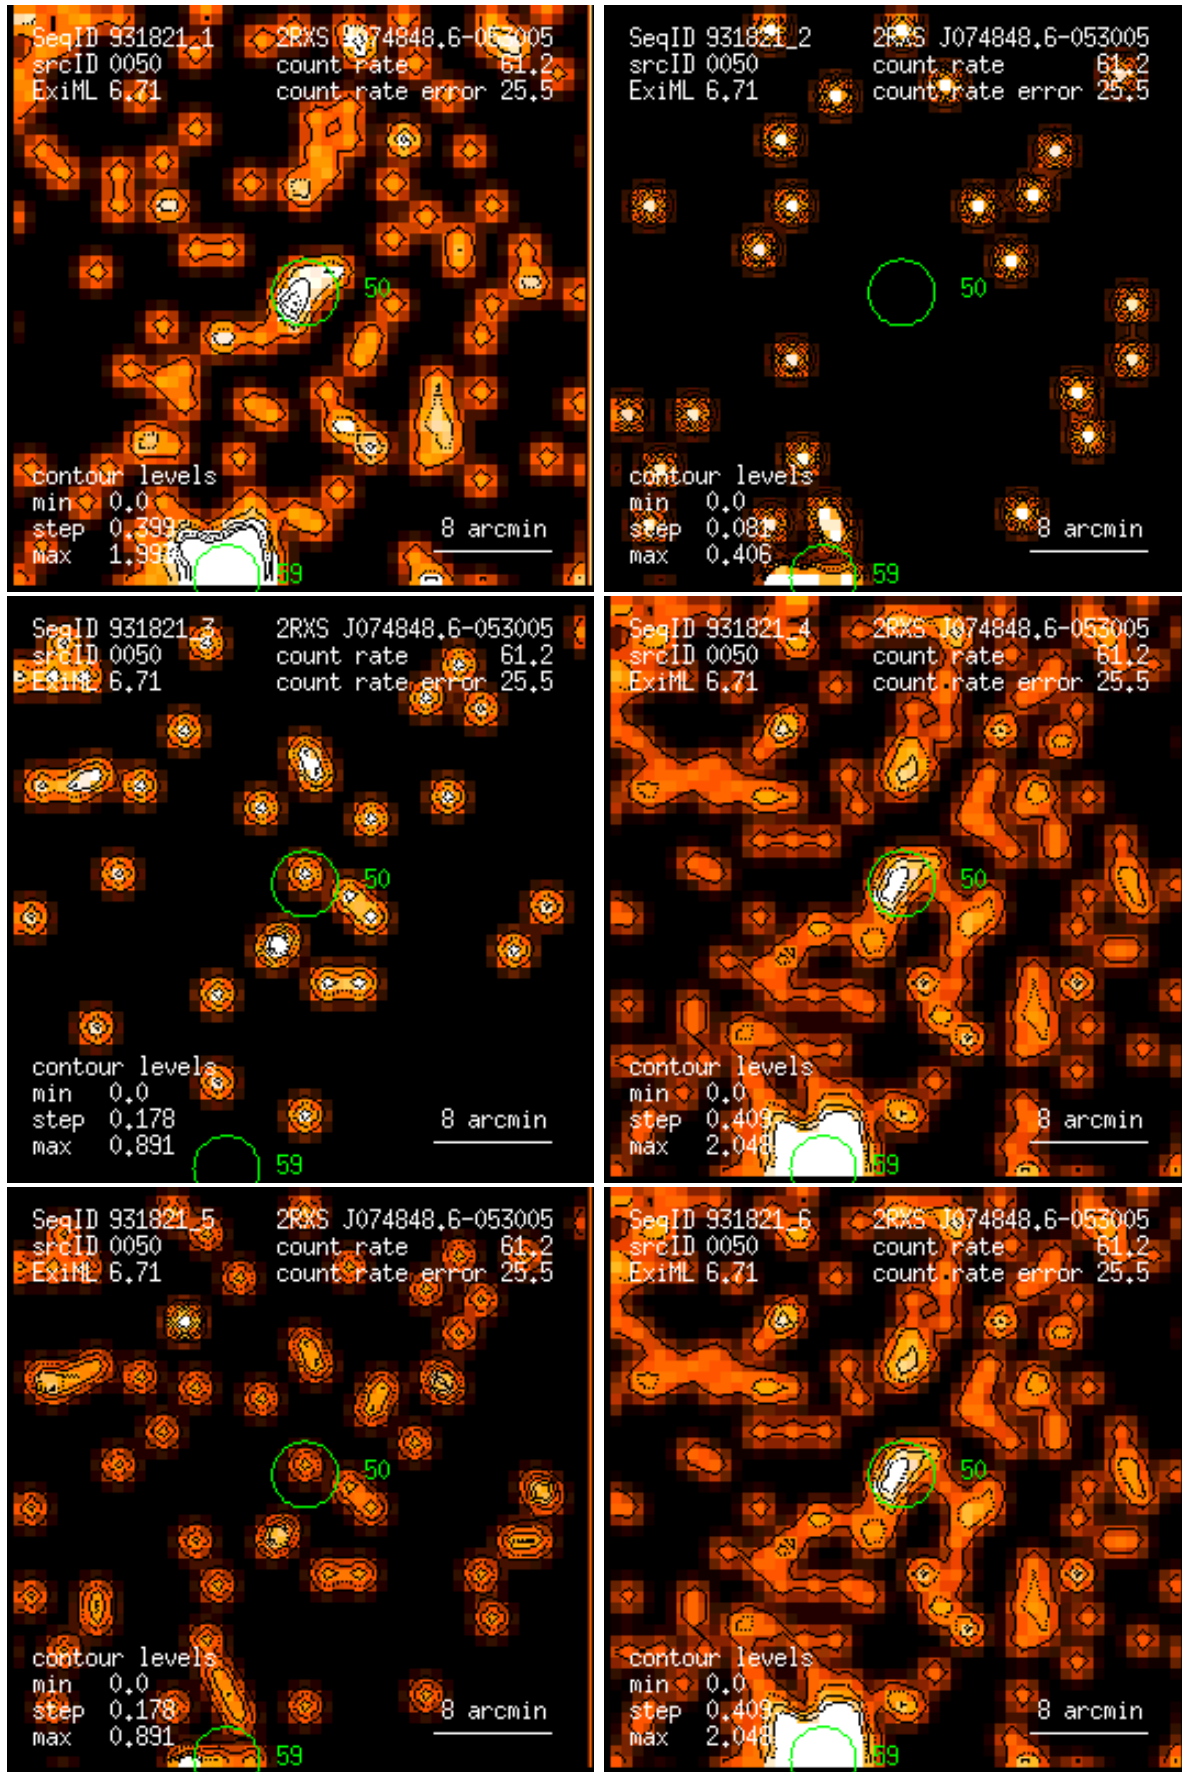 SeqID 931821_1 2RXS J074848.6-053005
srcID 0050 count rate 61.2
ExiML 6.71 count rate error 25.5
50
contour levels
min 0.0
step 0.399 8 arcmin
max 1.99
59
SeqID 931821_2 2RXS J074848.6-053005
srcID 0050 count rate 61.2
ExiML 6.71 count rate error 25.5
50
contour levels
min 0.0
step 0.081 8 arcmin
max 0.406
59
SeqID 931821_3 2RXS J074848.6-053005
srcID 0050 count rate 61.2
ExiML 6.71 count rate error 25.5
50
contour levels
min 0.0
step 0.178 8 arcmin
max 0.891
59
SeqID 931821_4 2RXS J074848.6-053005
srcID 0050 count rate 61.2
ExiML 6.71 count rate error 25.5
50
contour levels
min 0.0
step 0.409 8 arcmin
max 2.048
59
SeqID 931821_5 2RXS J074848.6-053005
srcID 0050 count rate 61.2
ExiML 6.71 count rate error 25.5
50
contour levels
min 0.0
step 0.178 8 arcmin
max 0.891
59
SeqID 931821_6 2RXS J074848.6-053005
srcID 0050 count rate 61.2
ExiML 6.71 count rate error 25.5
50
contour levels
min 0.0
step 0.409 8 arcmin
max 2.048
59